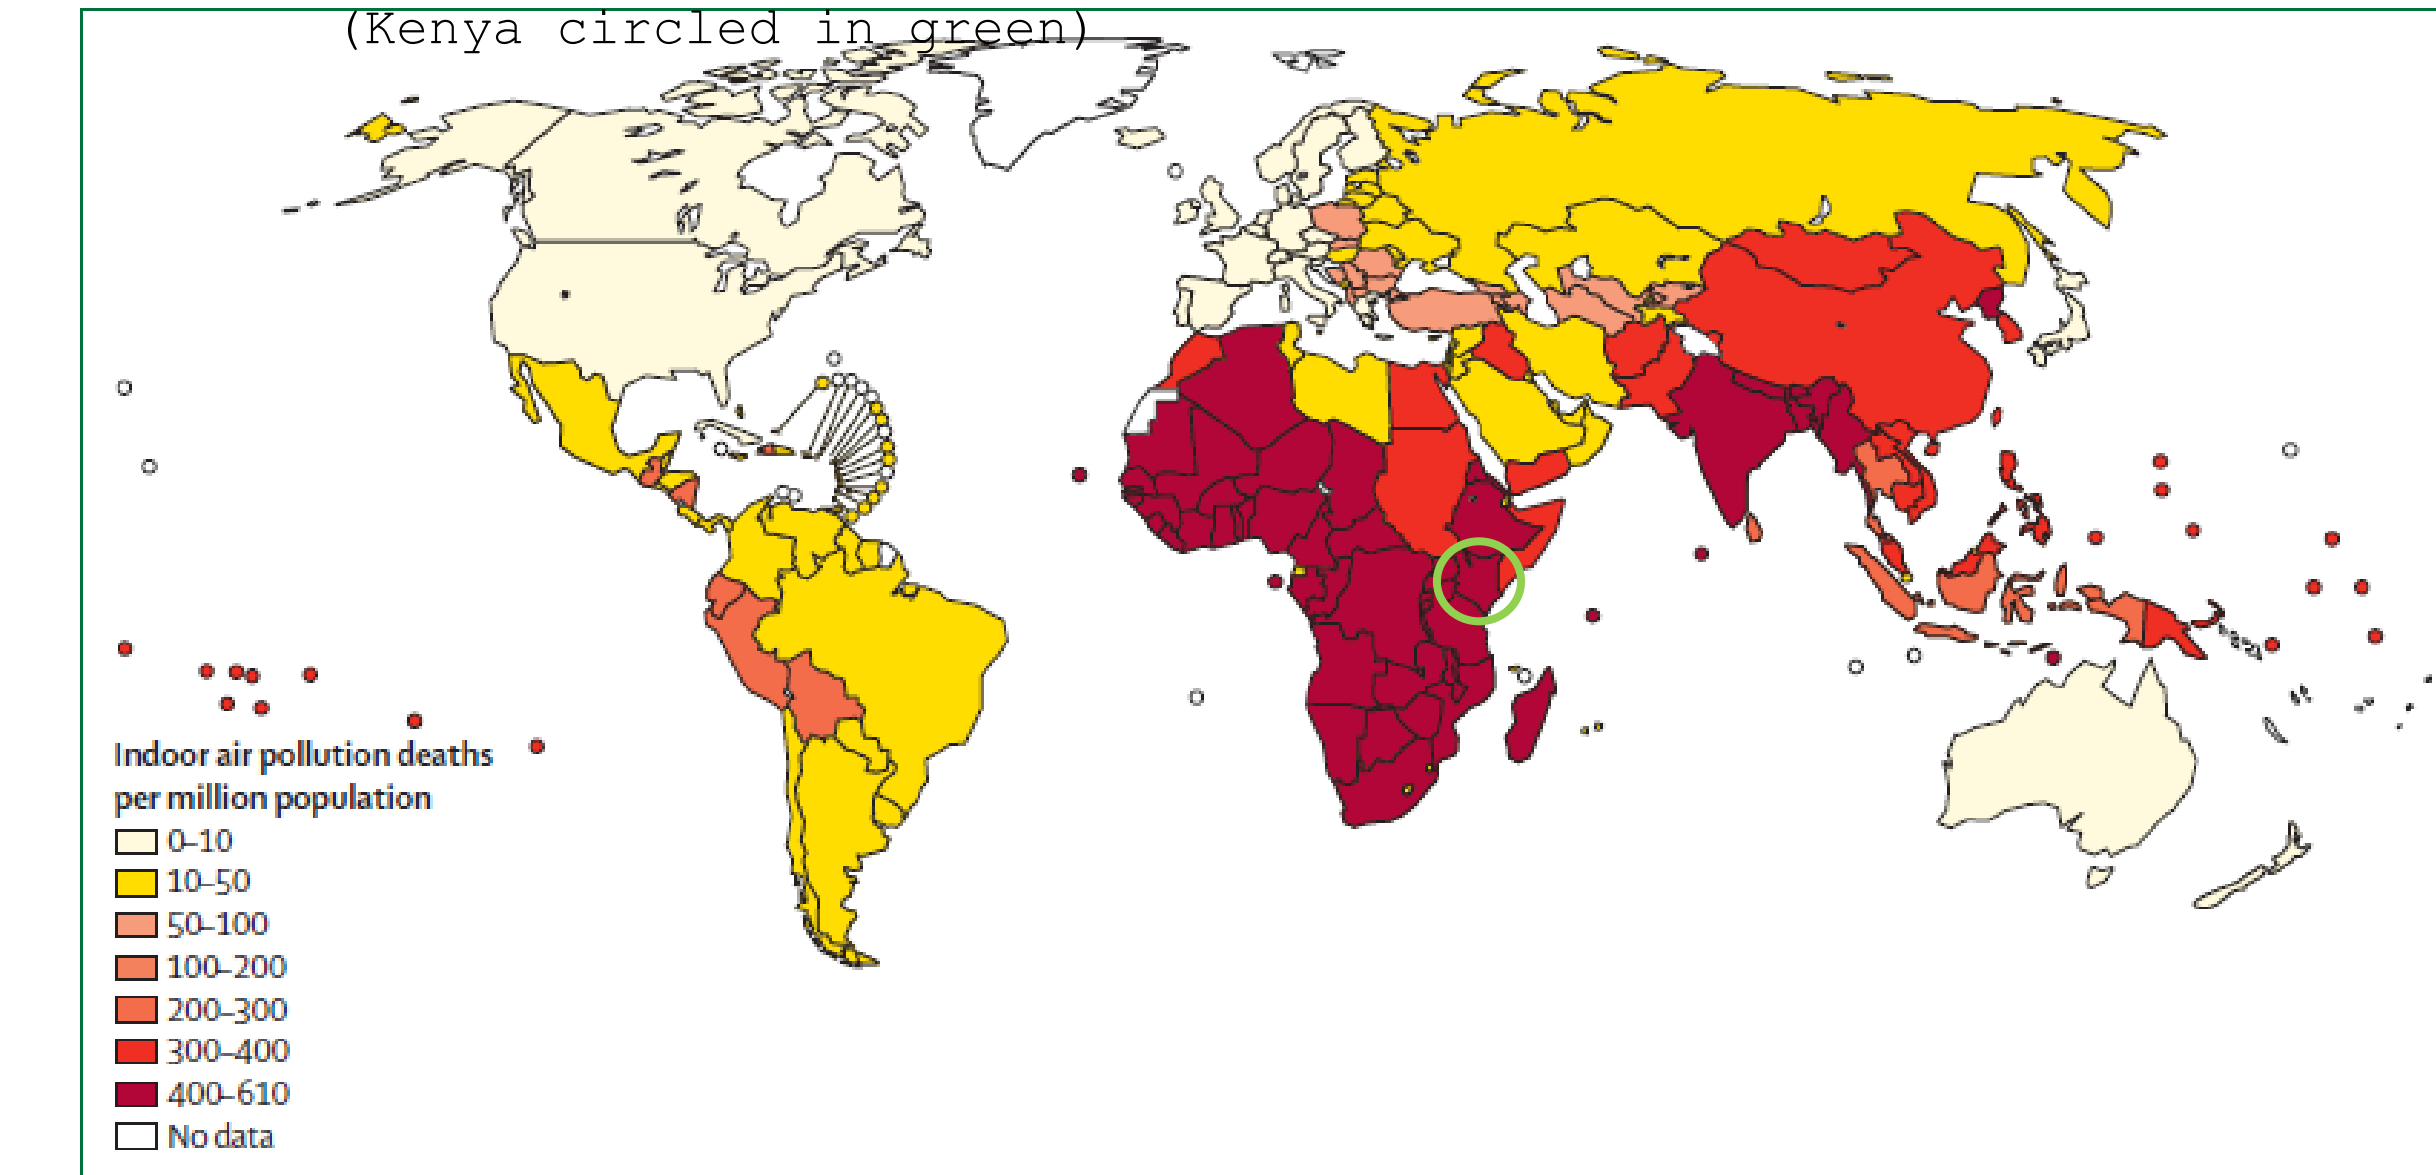 (Kenya circled in green)
Indoor air pollution deaths
per million population
0–10
10–50
50–100
100–200
200–300
300–400
400–610
No data